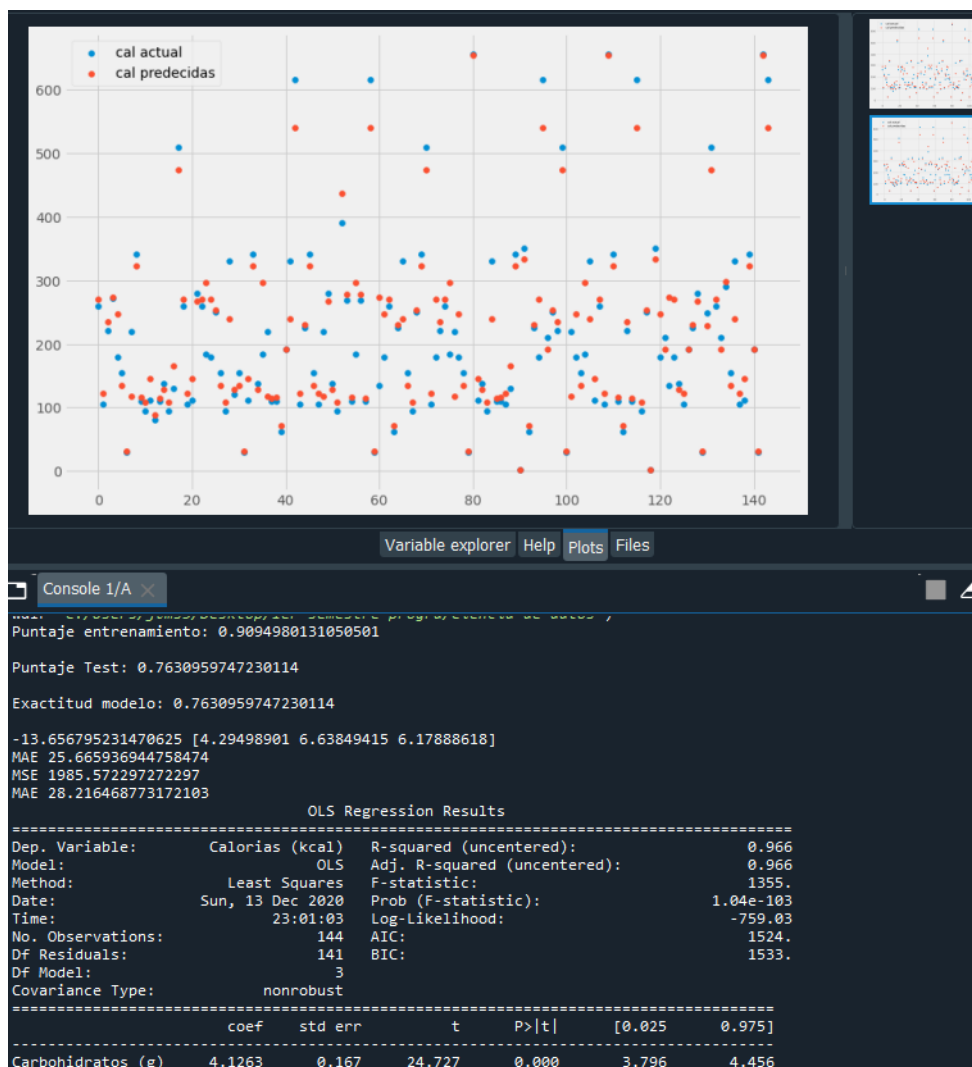 cal actual
cal predecidas
600
500
400
300
200
100
0
0 20 40 60 80 100 120 140
Variable explorer Help Plots Files
Console 1/A
Puntaje entrenamiento: 0.9094980131050501
Puntaje Test: 0.7630959747230114
Exactitud modelo: 0.7630959747230114
-13.656795231470625 [4.29498901 6.63849415 6.17888618]
MAE 25.665936944758474
MSE 1985.572297272297
MAE 28.216468773172103
OLS Regression Results
==============================================================================
Dep. Variable: Calorias (kcal) R-squared (uncentered): 0.966
Model: OLS Adj. R-squared (uncentered): 0.966
Method: Least Squares F-statistic: 1355.
Date: Sun, 13 Dec 2020 Prob (F-statistic): 1.04e-103
Time: 23:01:03 Log-Likelihood: -759.03
No. Observations: 144 AIC: 1524.
Df Residuals: 141 BIC: 1533.
Df Model: 3
Covariance Type: nonrobust
==============================================================================
coef std err t P>|t| [0.025 0.975]
------------------------------------------------------------------------------
Carbohidratos (g) 4.1263 0.167 24.727 0.000 3.796 4.456